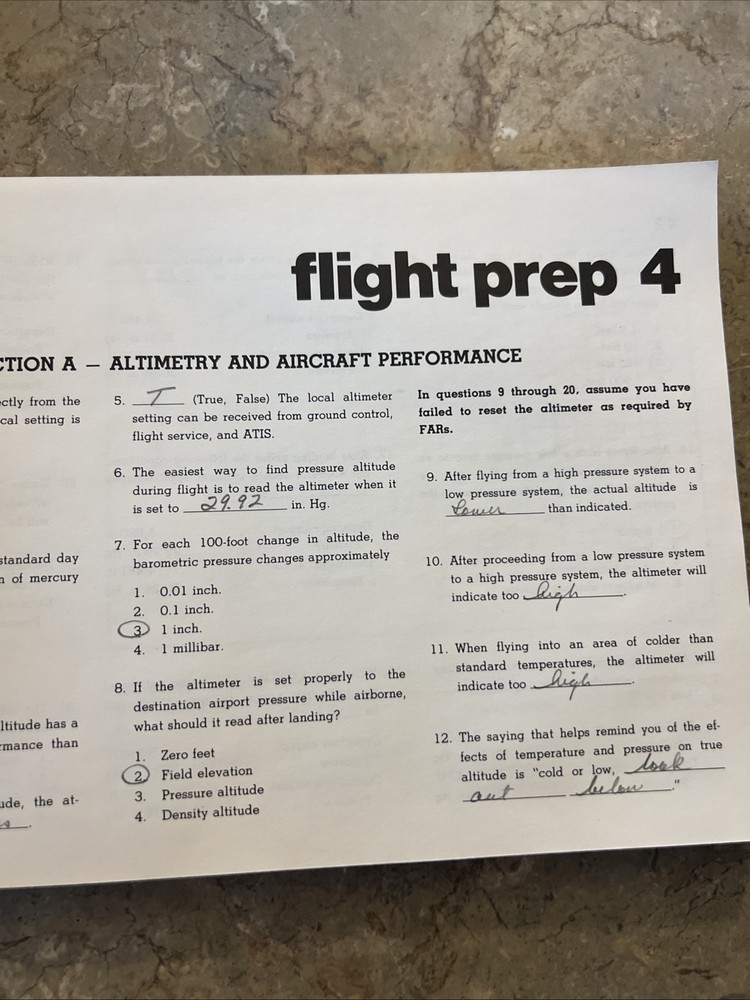 flight prep 4
CTION A — ALTIMETRY AND AIRCRAFT PERFORMANCE
ectly from the
cal setting is
standard day
n of mercury
ltitude has a
rmance than
ude, the at-
5. T (True, False) The local altimeter
setting can be received from ground control,
flight service, and ATIS.
6. The easiest way to find pressure altitude
during flight is to read the altimeter when it
is set to 29.92 in. Hg.
7. For each 100-foot change in altitude, the
barometric pressure changes approximately
1. 0.01 inch.
2. 0.1 inch.
3 1 inch.
4. 1 millibar.
8. If the altimeter is set properly to the
destination airport pressure while airborne,
what should it read after landing?
1. Zero feet
2 Field elevation
3. Pressure altitude
4. Density altitude
In questions 9 through 20, assume you have
failed to reset the altimeter as required by
FARs.
9. After flying from a high pressure system to a
low pressure system, the actual altitude is
Lower than indicated.
10. After proceeding from a low pressure system
to a high pressure system, the altimeter will
indicate too high.
11. When flying into an area of colder than
standard temperatures, the altimeter will
indicate too high.
12. The saying that helps remind you of the ef-
fects of temperature and pressure on true
altitude is "cold or low, look
out below."